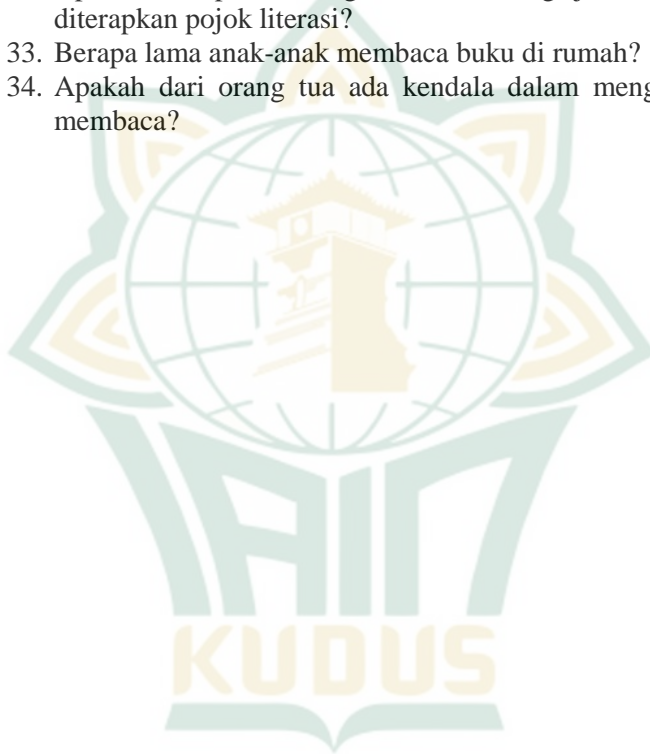 diterapkan pojok literasi?
33. Berapa lama anak-anak membaca buku di rumah?
34. Apakah dari orang tua ada kendala dalam
membaca?
IAIN
KUDUS